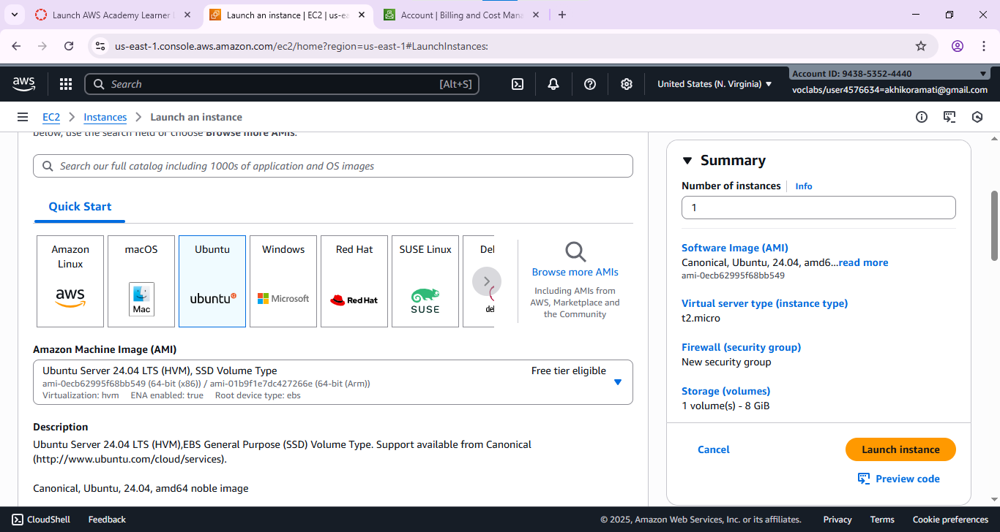 Launch AWS Academy Learner L
Launch an instance | EC2 | us-ea
Account | Billing and Cost Mana
us-east-1.console.aws.amazon.com/ec2/home?region=us-east-1#LaunchInstances:
aws
Search
[Alt+S]
United States (N. Virginia)
Account ID: 9438-5352-4440
voclabs/user4576634=akhikoramati@gmail.com
EC2
Instances
Launch an instance
below, use the search field or choose Browse more AMIs.
Search our full catalog including 1000s of application and OS images
Quick Start
Amazon
Linux
aws
macOS
Mac
Ubuntu
ubuntu
Windows
Microsoft
Red Hat
Red Hat
SUSE Linux
SUSE
Del
del
Browse more AMIs
Including AMIs from
AWS, Marketplace and
the Community
Amazon Machine Image (AMI)
Ubuntu Server 24.04 LTS (HVM), SSD Volume Type
Free tier eligible
ami-0ecb62995f68bb549 (64-bit (x86)) / ami-01b9f1e7dc427266e (64-bit (Arm))
Virtualization: hvm ENA enabled: true Root device type: ebs
Description
Ubuntu Server 24.04 LTS (HVM),EBS General Purpose (SSD) Volume Type. Support available from Canonical
(http://www.ubuntu.com/cloud/services).
Canonical, Ubuntu, 24.04, amd64 noble image
Summary
Number of instances
Info
1
Software Image (AMI)
Canonical, Ubuntu, 24.04, amd6...read more
ami-0ecb62995f68bb549
Virtual server type (instance type)
t2.micro
Firewall (security group)
New security group
Storage (volumes)
1 volume(s) - 8 GiB
Cancel
Launch instance
Preview code
CloudShell
Feedback
© 2025, Amazon Web Services, Inc. or its affiliates.
Privacy
Terms
Cookie preferences